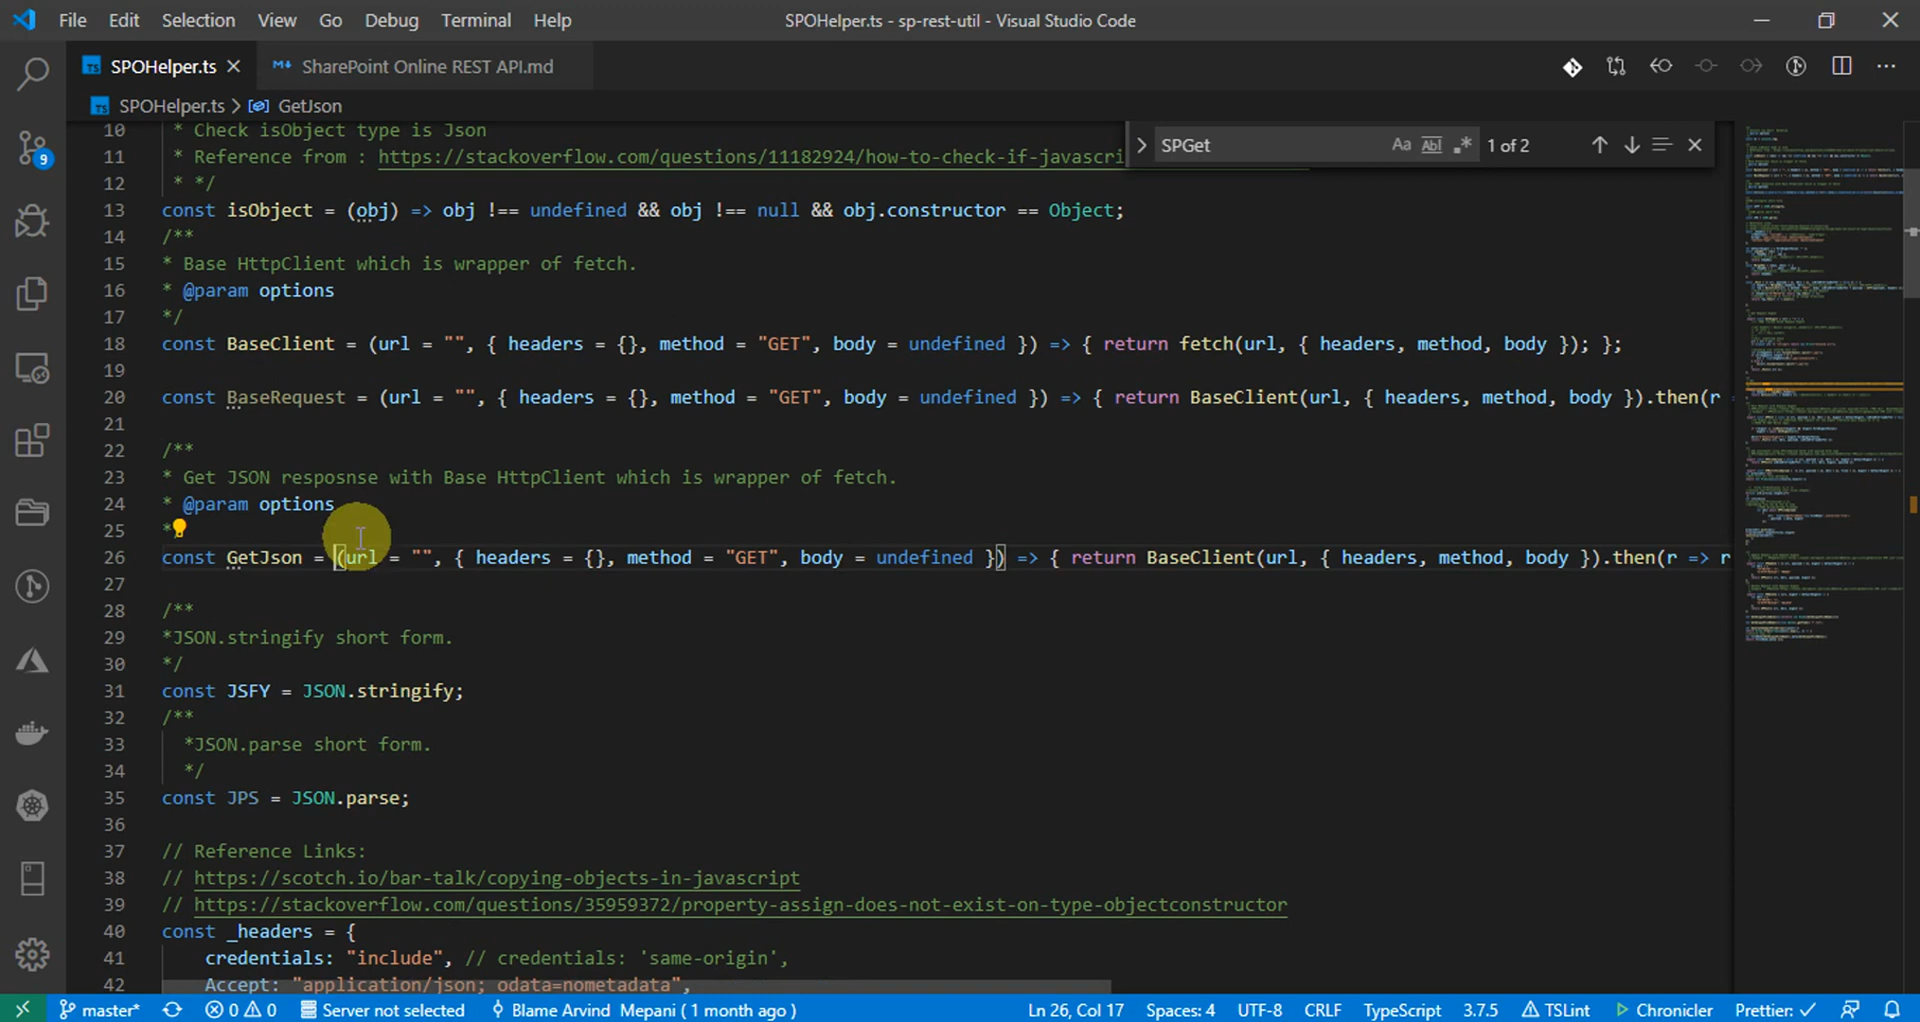 File Edit Selection View Go Debug Terminal Help
SPOHelper.ts - sp-rest-util - Visual Studio Code
TS SPOHelper.ts
M SharePoint Online REST API.md
TS SPOHelper.ts > GetJson
SPGet Aa Abl .* 1 of 2
10 * Check isObject type is Json
11 * Reference from : https://stackoverflow.com/questions/11182924/how-to-check-if-javascri
12 * */
13 const isObject = (obj) => obj !== undefined && obj !== null && obj.constructor == Object;
14 /**
15 * Base HttpClient which is wrapper of fetch.
16 * @param options
17 */
18 const BaseClient = (url = "", { headers = {}, method = "GET", body = undefined }) => { return fetch(url, { headers, method, body }); };
19
20 const BaseRequest = (url = "", { headers = {}, method = "GET", body = undefined }) => { return BaseClient(url, { headers, method, body }).then(r =
21
22 /**
23 * Get JSON resposnse with Base HttpClient which is wrapper of fetch.
24 * @param options
25 *
26 const GetJson = (url = "", { headers = {}, method = "GET", body = undefined }) => { return BaseClient(url, { headers, method, body }).then(r => r
27
28 /**
29 *JSON.stringify short form.
30 */
31 const JSFY = JSON.stringify;
32 /**
33 *JSON.parse short form.
34 */
35 const JPS = JSON.parse;
36
37 // Reference Links:
38 // https://scotch.io/bar-talk/copying-objects-in-javascript
39 // https://stackoverflow.com/questions/35959372/property-assign-does-not-exist-on-type-objectconstructor
40 const _headers = {
41 credentials: "include", // credentials: 'same-origin',
42 Accept: "application/json; odata=nometadata",
9
master* 0 0 Server not selected Blame Arvind Mepani ( 1 month ago ) Ln 26, Col 17 Spaces: 4 UTF-8 CRLF TypeScript 3.7.5 TSLint Chronicler Prettier: ✓